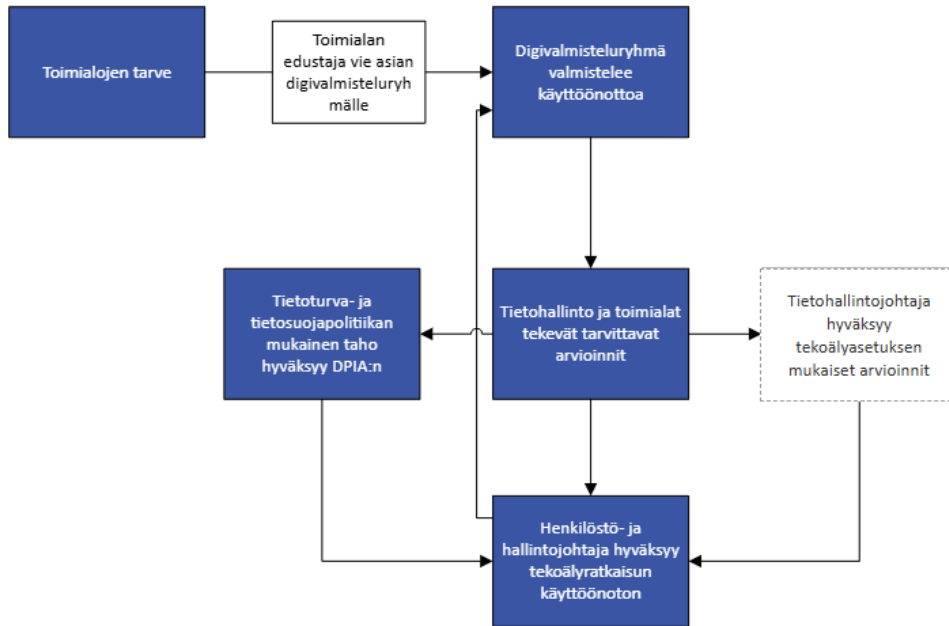 Toimialojen tarve
Toimialan
edustaja vie asian
digivalmisteluryh
mälle
Digivalmisteluryhmä
valmistelee
käyttöönottoa
Tietoturva- ja
tietosuojapolitiikan
mukainen taho
hyväksyy DPIA:n
Tietohallinto ja toimialat
tekevät tarvittavat
arvioinnit
Tietohallintojohtaja
hyväksyy
tekoälyasetuksen
mukaiset arvioinnit
Henkilöstö- ja
hallintojohtaja hyväksyy
tekoälyratkaisun
käyttöönoton